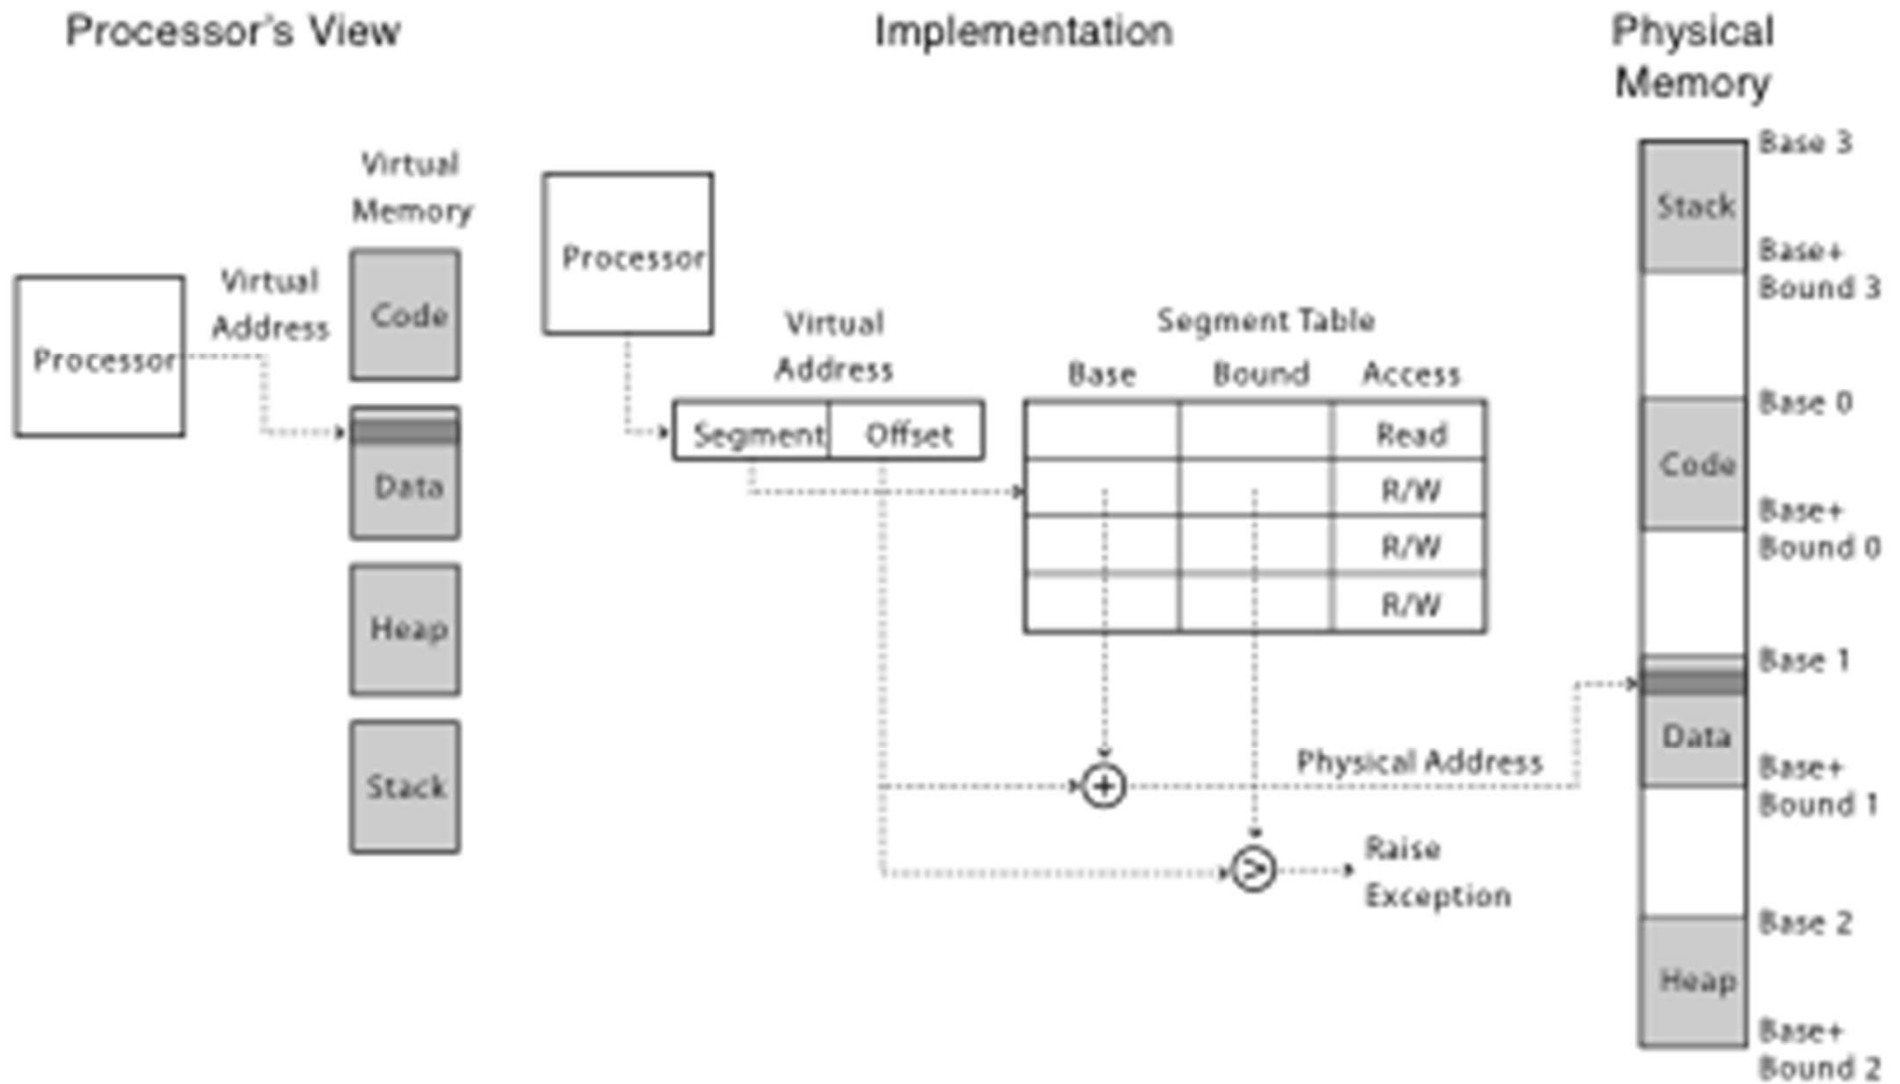 Processor's View
Implementation
Physical
Memory
Virtual
Memory
Virtual
Address
Processor
Code
Data
Heap
Stack
Processor
Virtual
Address
Segment
Offset
Segment Table
Base
Bound
Access
Read
R/W
R/W
R/W
+
Physical Address
>
Raise
Exception
Base 3
Stack
Base+
Bound 3
Base 0
Code
Base+
Bound 0
Base 1
Data
Base+
Bound 1
Base 2
Heap
Base+
Bound 2